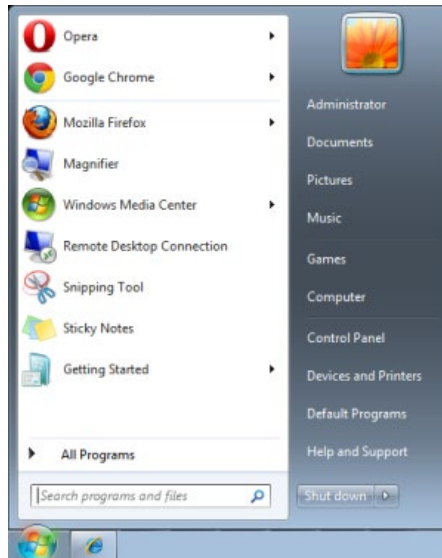 Opera
Google Chrome
Mozilla Firefox
Magnifier
Windows Media Center
Remote Desktop Connection
Snipping Tool
Sticky Notes
Getting Started
All Programs
Search programs and files
Administrator
Documents
Pictures
Music
Games
Computer
Control Panel
Devices and Printers
Default Programs
Help and Support
Shut down